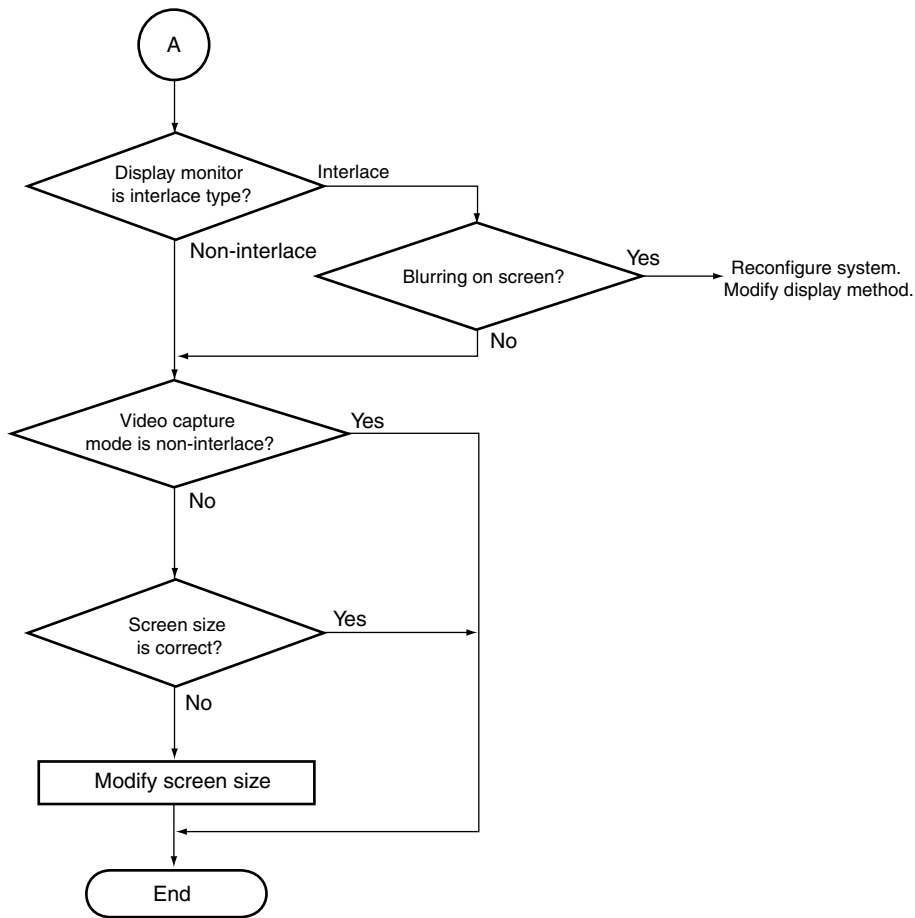 A
Display monitor
is interlace type?
Interlace
Non-interlace
Blurring on screen?
Yes
Reconfigure system.
Modify display method.
No
Video capture
mode is non-interlace?
Yes
No
Screen size
is correct?
Yes
No
Modify screen size
End